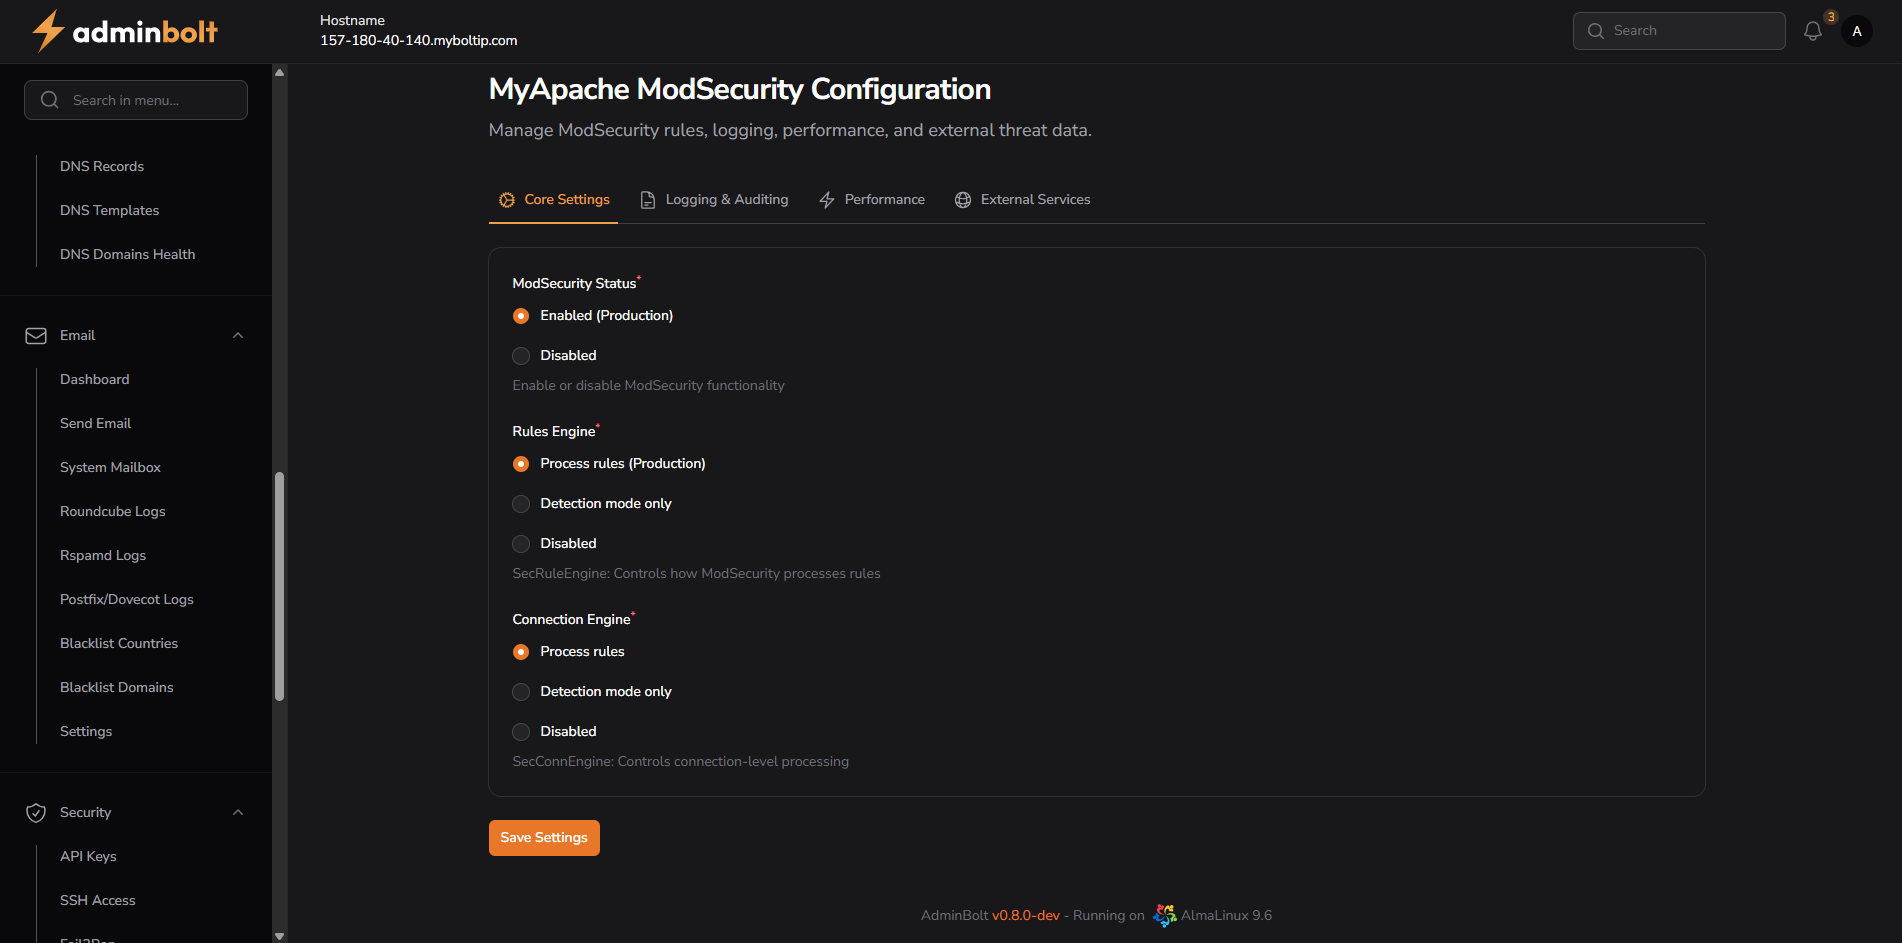 adminbolt
Hostname
157-180-40-140.myboltip.com
Search
3
A
Search in menu...
DNS Records
DNS Templates
DNS Domains Health
Email
Dashboard
Send Email
System Mailbox
Roundcube Logs
Rspamd Logs
Postfix/Dovecot Logs
Blacklist Countries
Blacklist Domains
Settings
Security
API Keys
SSH Access
Fail2Ban
MyApache ModSecurity Configuration
Manage ModSecurity rules, logging, performance, and external threat data.
Core Settings
Logging & Auditing
Performance
External Services
ModSecurity Status*
Enabled (Production)
Disabled
Enable or disable ModSecurity functionality
Rules Engine*
Process rules (Production)
Detection mode only
Disabled
SecRuleEngine: Controls how ModSecurity processes rules
Connection Engine*
Process rules
Detection mode only
Disabled
SecConnEngine: Controls connection-level processing
Save Settings
AdminBolt v0.8.0-dev - Running on AlmaLinux 9.6